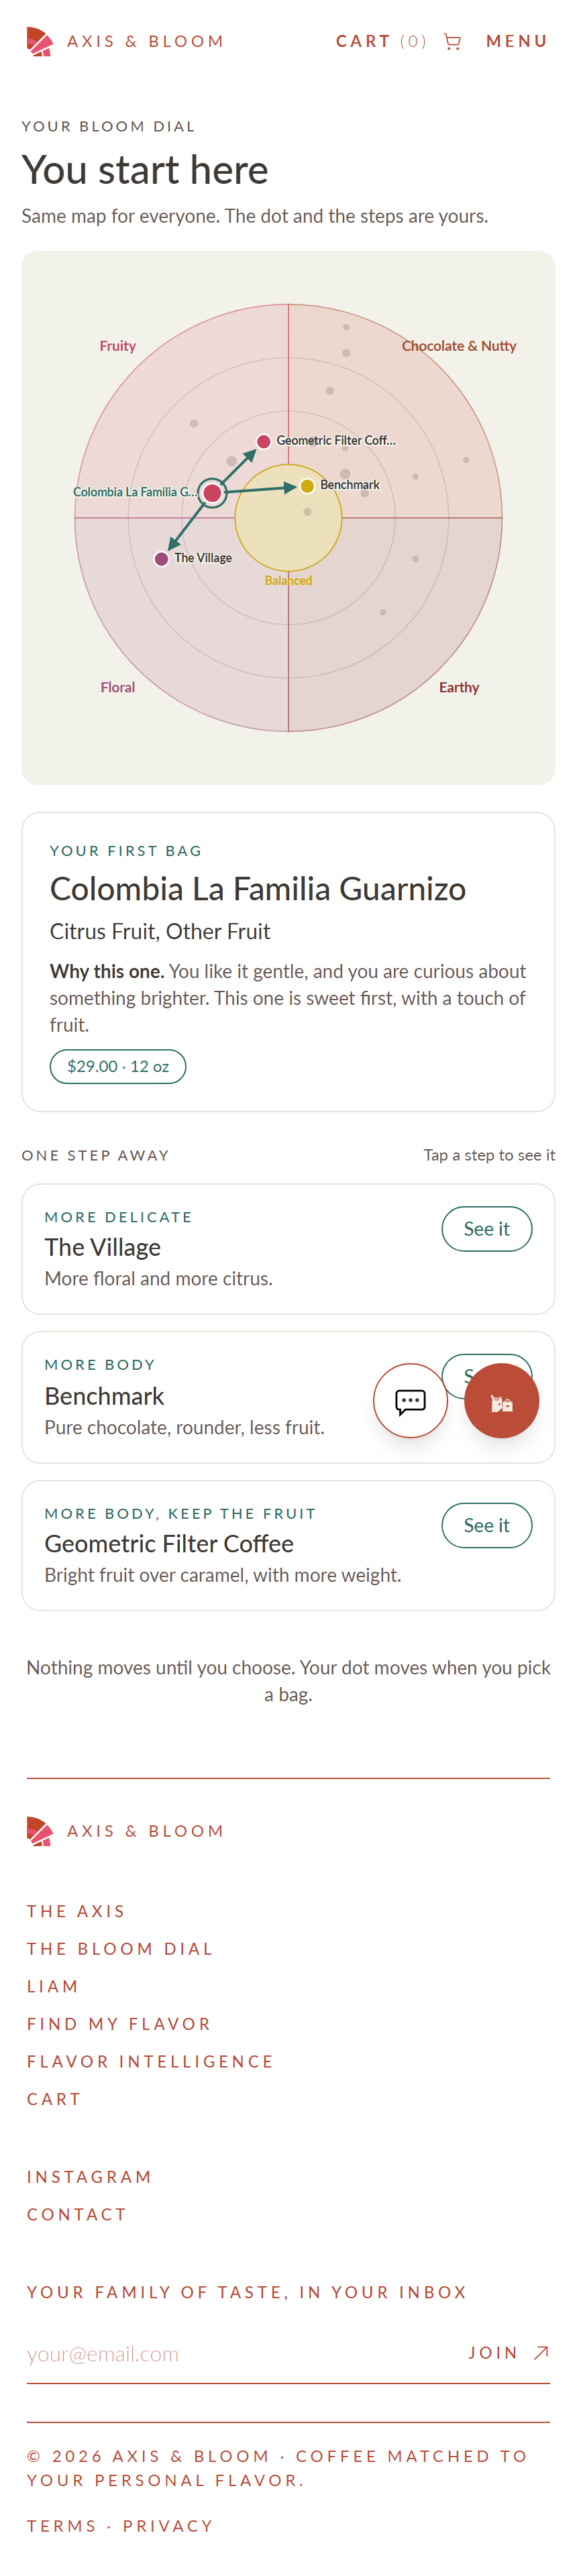 AXIS & BLOOM
CART (0)
MENU
YOUR BLOOM DIAL
You start here
Same map for everyone. The dot and the steps are yours.
Fruity
Chocolate & Nutty
Geometric Filter Coff...
Colombia La Familia G...
Benchmark
The Village
Balanced
Floral
Earthy
YOUR FIRST BAG
Colombia La Familia Guarnizo
Citrus Fruit, Other Fruit
Why this one. You like it gentle, and you are curious about
something brighter. This one is sweet first, with a touch of
fruit.
$29.00 · 12 oz
ONE STEP AWAY
Tap a step to see it
MORE DELICATE
The Village
More floral and more citrus.
See it
MORE BODY
Benchmark
Pure chocolate, rounder, less fruit.
MORE BODY, KEEP THE FRUIT
Geometric Filter Coffee
Bright fruit over caramel, with more weight.
See it
Nothing moves until you choose. Your dot moves when you pick
a bag.
AXIS & BLOOM
THE AXIS
THE BLOOM DIAL
LIAM
FIND MY FLAVOR
FLAVOR INTELLIGENCE
CART
INSTAGRAM
CONTACT
YOUR FAMILY OF TASTE, IN YOUR INBOX
your@email.com
JOIN
© 2026 AXIS & BLOOM · COFFEE MATCHED TO
YOUR PERSONAL FLAVOR.
TERMS · PRIVACY